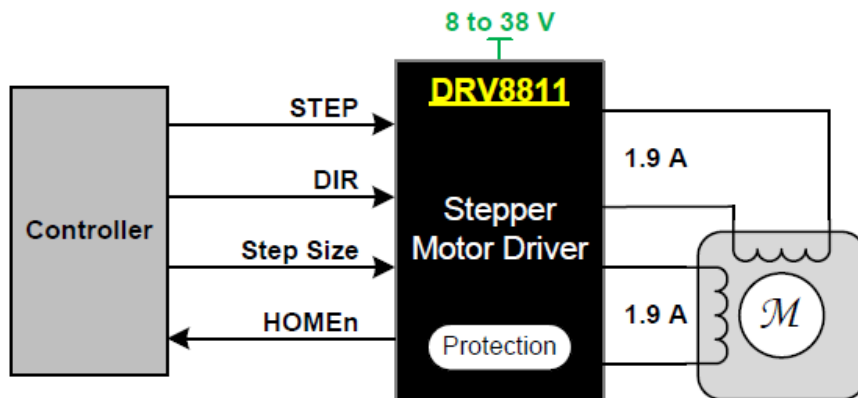 8 to 38 V
DRV8811
STEP
1.9 A
DIR
Controller
Stepper
Motor Driver
Step Size
HOMEn
1.9 A
M
Protection